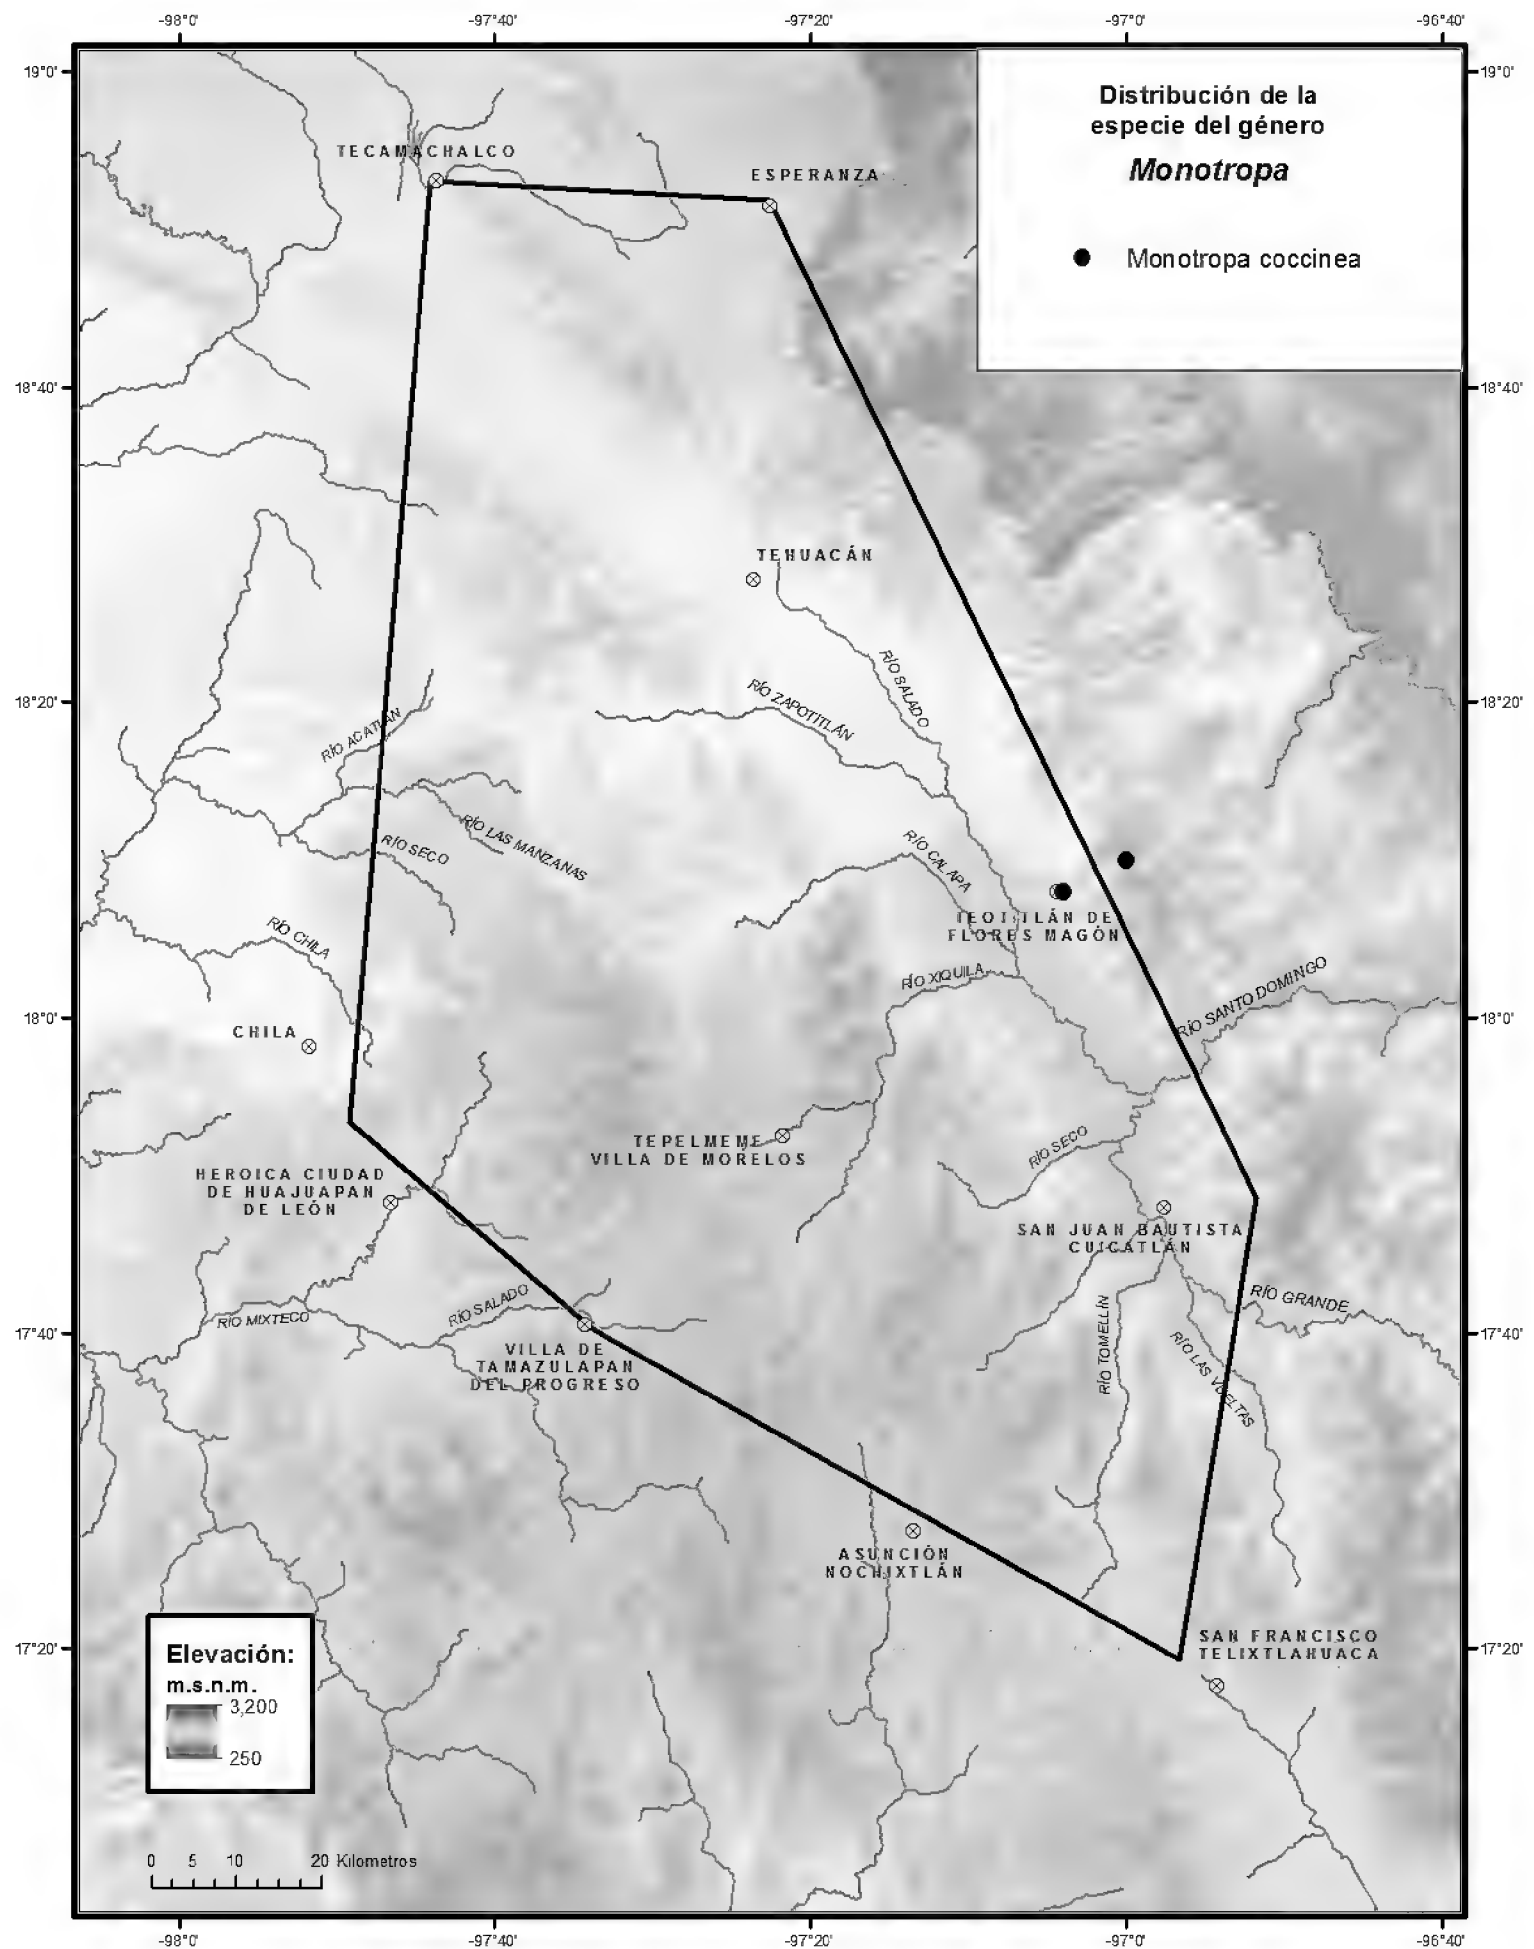 -98°0'
-97°40'
-97°20'
-97°0'
-96°40'
19°0'
19°0'
Distribución de la
especie del género
Monotropa
Monotropa coccinea
TECAMACHALCO
ESPERANZA
18°40'
18°40'
TEHUACÁN
RÍO SALADO
RÍO ZAPOTITLÁN
18°20'
18°20'
RÍO ACATLÁN
RÍO LAS MANZANAS
RÍO SECO
RÍO CALAPA
TEOTITLÁN DE
FLORES MAGÓN
RÍO CHILA
RÍO XIQUILA
RÍO SANTO DOMINGO
18°0'
18°0'
CHILA
TEPELMEME
VILLA DE MORELOS
RÍO SECO
HEROICA CIUDAD
DE HUAJUAPAN
DE LEÓN
SAN JUAN BAUTISTA
CUICATLÁN
RÍO SALADO
RÍO MIXTECO
RÍO GRANDE
RÍO TOMELLÍN
RÍO LAS VUELTAS
17°40'
17°40'
VILLA DE
TAMAZULAPAN
DEL PROGRESO
ASUNCIÓN
NOCHIXTLÁN
17°20'
17°20'
SAN FRANCISCO
TELIXTLAHUACA
Elevación:
m.s.n.m.
3,200
250
0 5 10 20 Kilometros
-98°0'
-97°40'
-97°20'
-97°0'
-96°40'